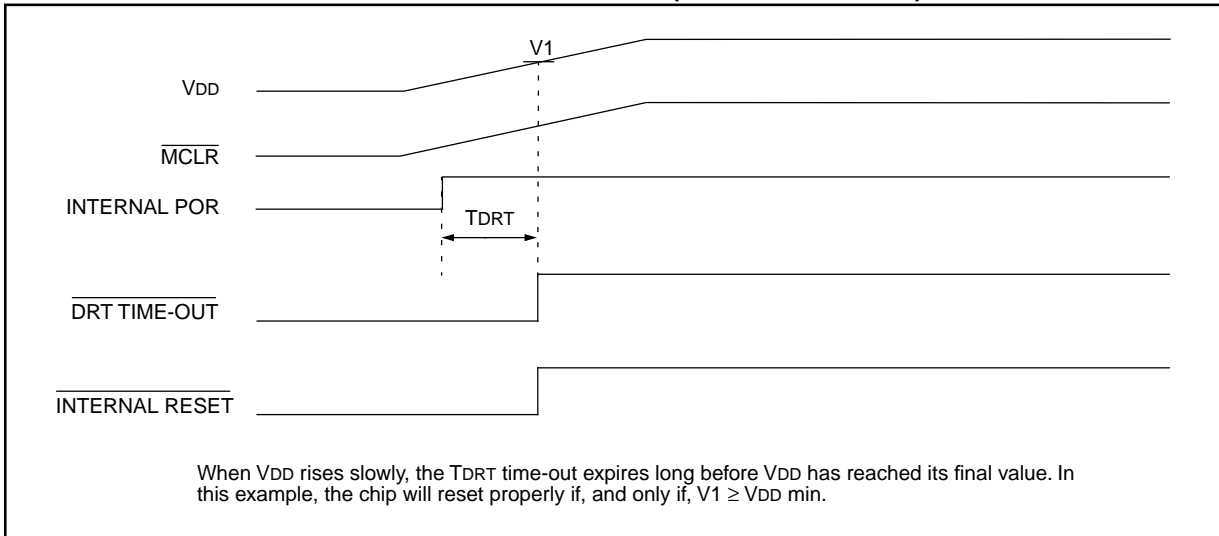 V1
VDD
MCLR
INTERNAL POR
TDRT
DRT TIME-OUT
INTERNAL RESET
When VDD rises slowly, the TDRT time-out expires long before VDD has reached its final value. In
this example, the chip will reset properly if, and only if, V1 ≥ VDD min.